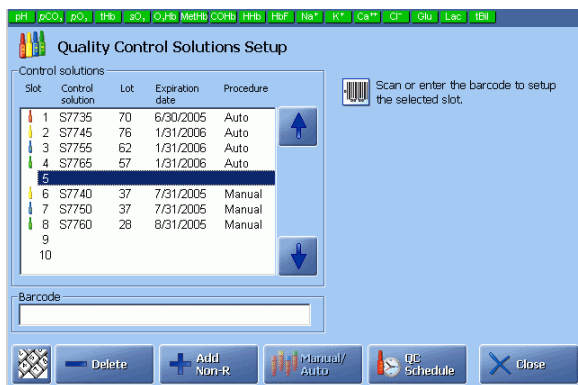 pH pCO₂ pO₂ tHb sO₂ O₂Hb MetHb COHb HHb HbF Na⁺ K⁺ Ca⁺⁺ Cl⁻ Glu Lac tBil
Quality Control Solutions Setup
Control solutions
Slot Control solution Lot Expiration date Procedure
1 S7735 70 6/30/2005 Auto
2 S7745 76 1/31/2006 Auto
3 S7755 62 1/31/2006 Auto
4 S7765 57 1/31/2006 Auto
5
6 S7740 37 7/31/2005 Manual
7 S7750 37 7/31/2005 Manual
8 S7760 28 8/31/2005 Manual
9
10
Scan or enter the barcode to setup
the selected slot.
Barcode
Delete
Add
Non-R
Manual/
Auto
QC
Schedule
Close